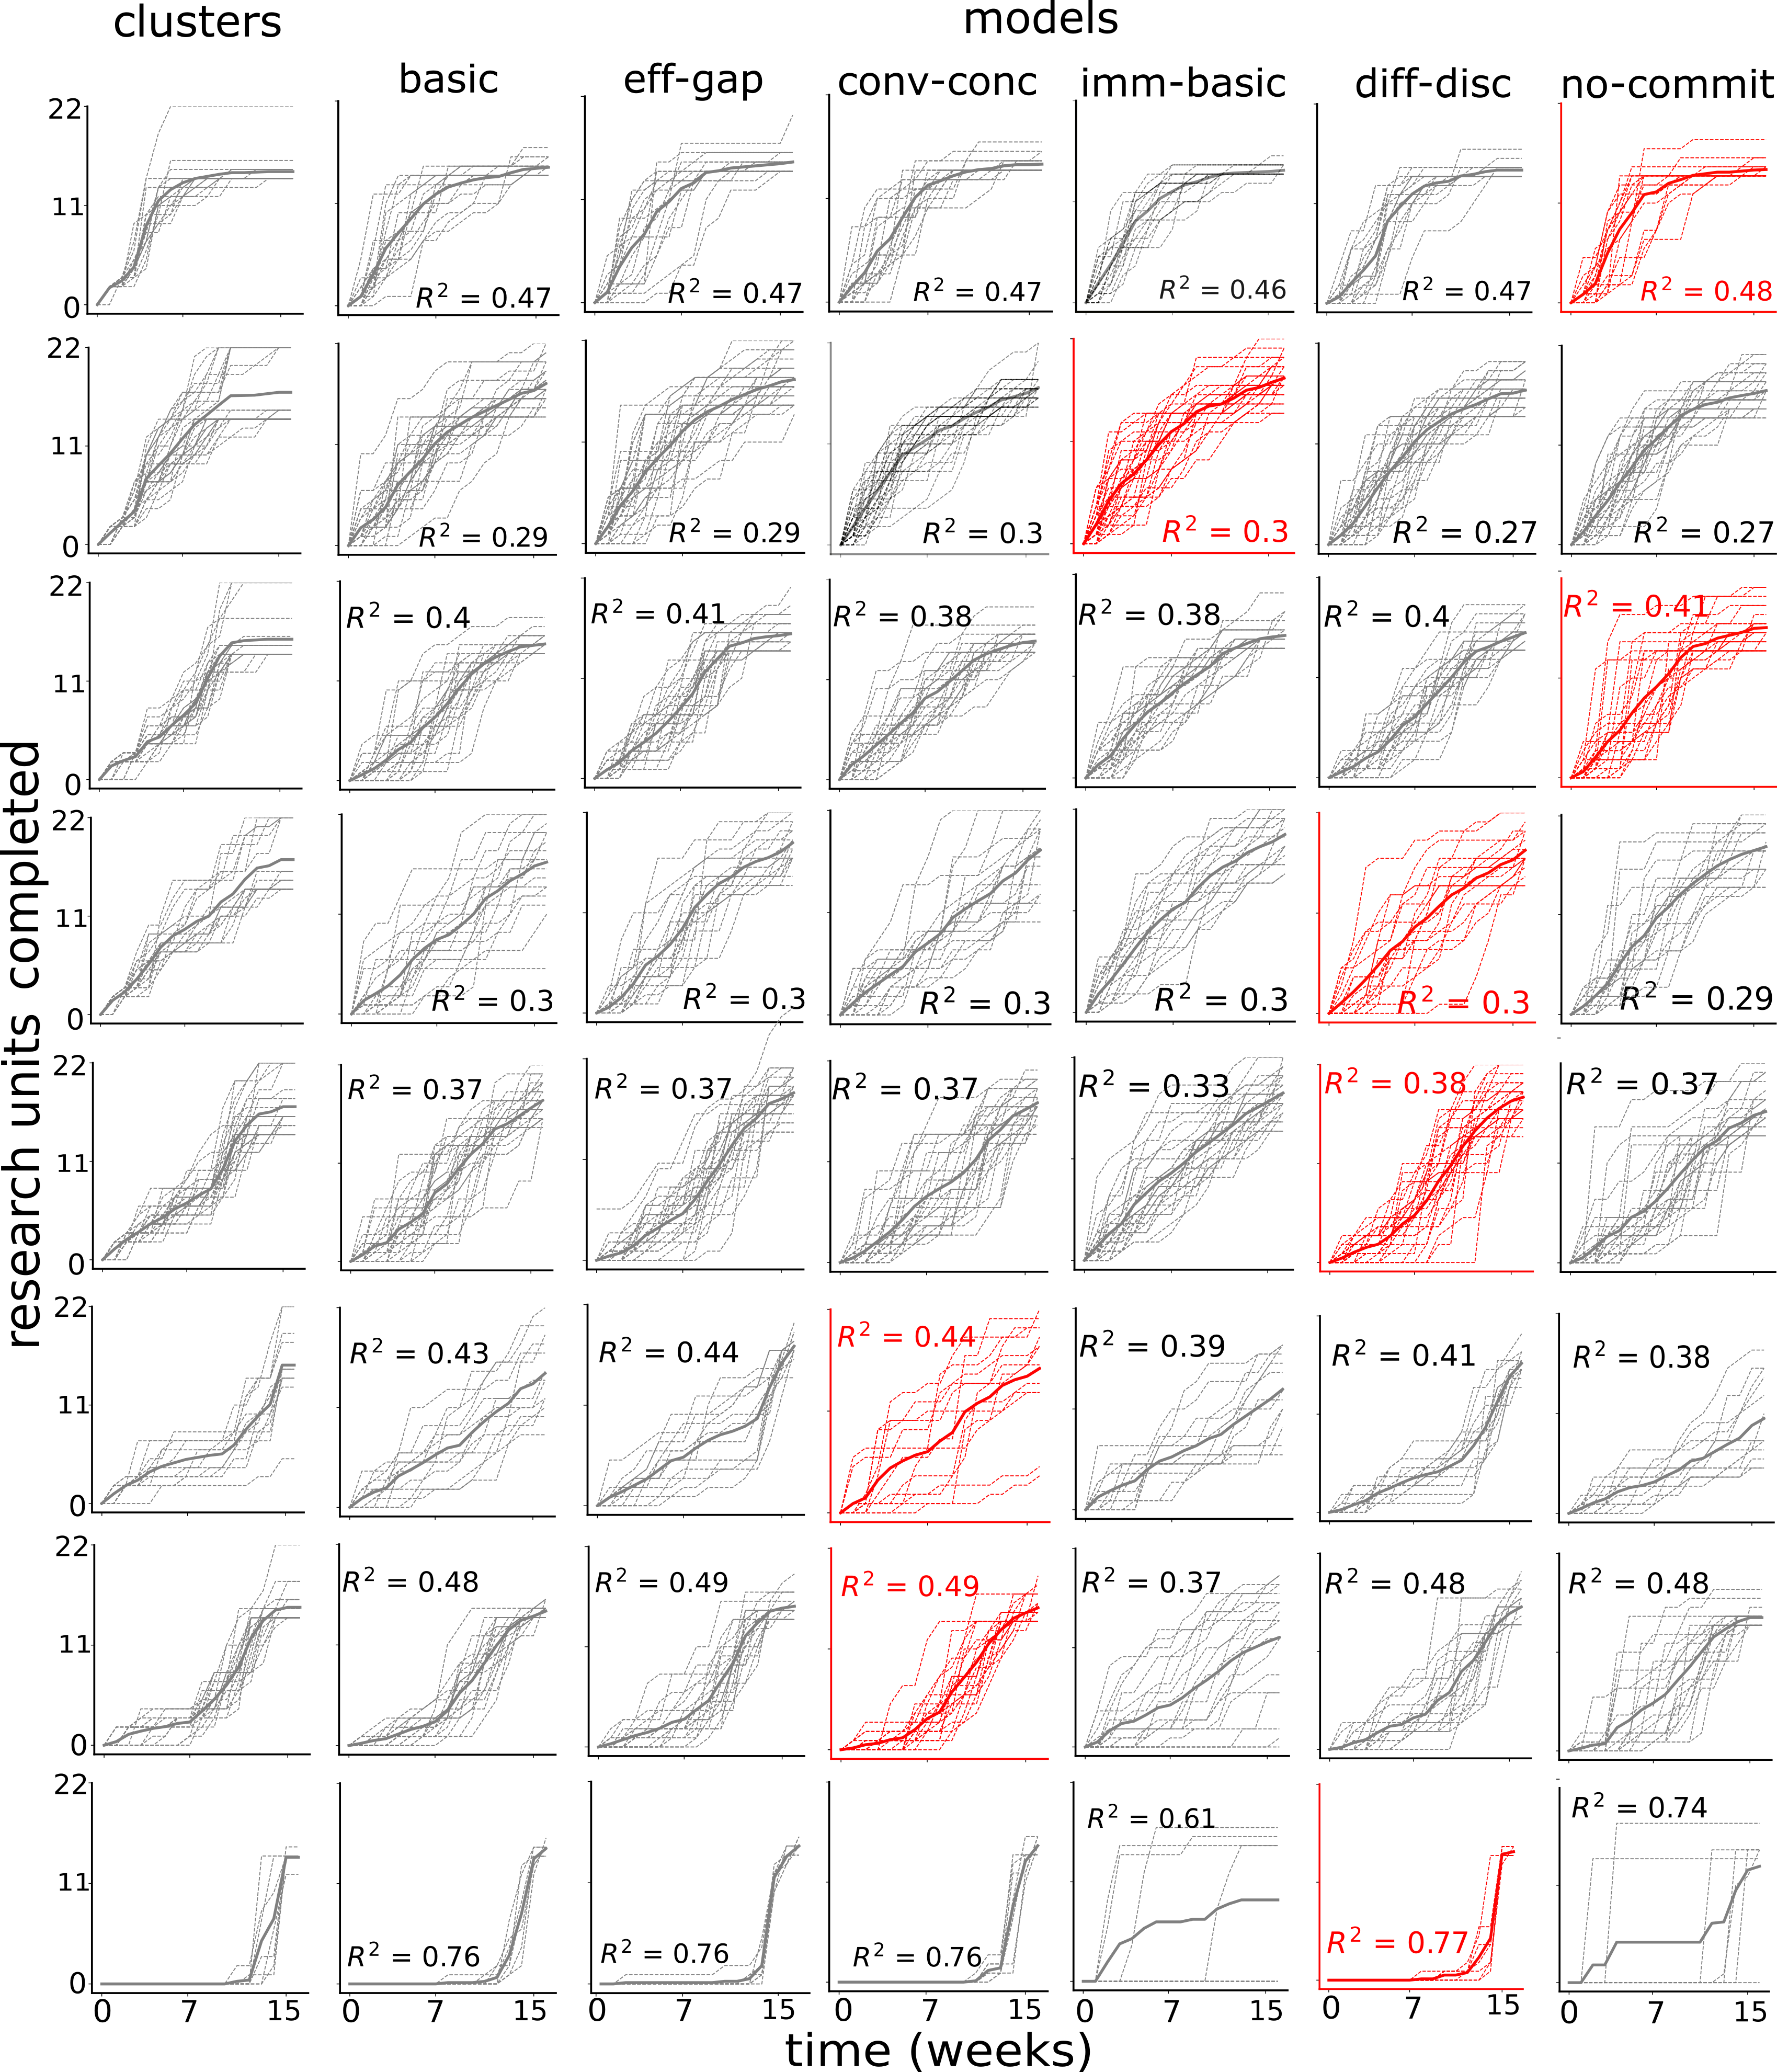 clusters
models
basic
eff-gap
conv-conc
imm-basic
diff-disc
no-commit
research units completed
22
11
0
R² = 0.47
R² = 0.47
R² = 0.47
R² = 0.46
R² = 0.47
R² = 0.48
22
11
0
R² = 0.29
R² = 0.29
R² = 0.3
R² = 0.3
R² = 0.27
R² = 0.27
22
11
0
R² = 0.4
R² = 0.41
R² = 0.38
R² = 0.38
R² = 0.4
R² = 0.41
22
11
0
R² = 0.3
R² = 0.3
R² = 0.3
R² = 0.3
R² = 0.3
R² = 0.29
22
11
0
R² = 0.37
R² = 0.37
R² = 0.37
R² = 0.33
R² = 0.38
R² = 0.37
22
11
0
R² = 0.43
R² = 0.44
R² = 0.44
R² = 0.39
R² = 0.41
R² = 0.38
22
11
0
R² = 0.48
R² = 0.49
R² = 0.49
R² = 0.37
R² = 0.48
R² = 0.48
22
11
0
R² = 0.76
R² = 0.76
R² = 0.76
R² = 0.61
R² = 0.77
R² = 0.74
0 7 15
0 7 15
0 7 15
0 7 15
0 7 15
0 7 15
0 7 15
time (weeks)